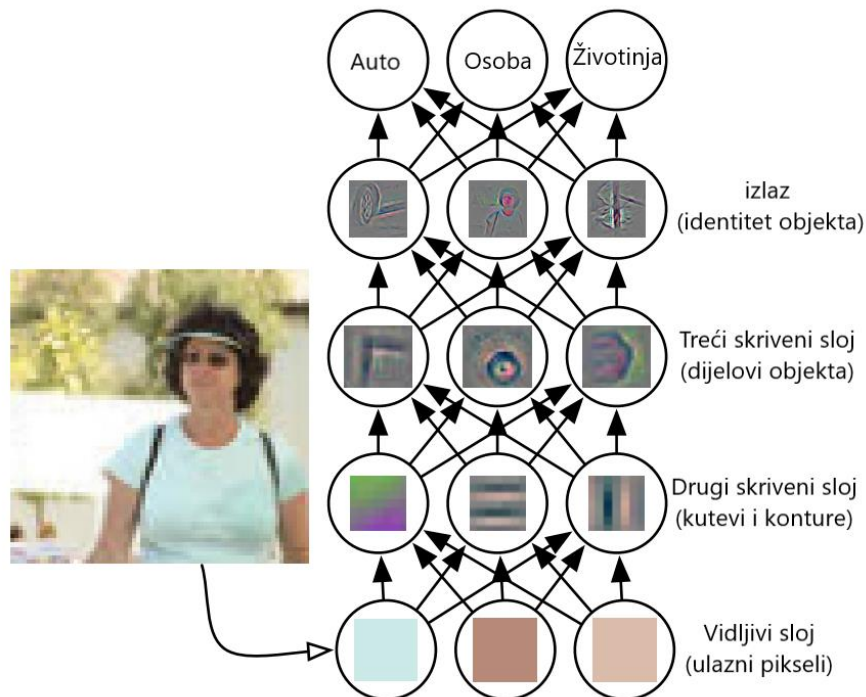 Auto
Osoba
Životinja
izlaz
(identitet objekta)
Treći skriveni sloj
(dijelovi objekta)
Drugi skriveni sloj
(kutevi i konture)
Vidljivi sloj
(ulazni pikseli)